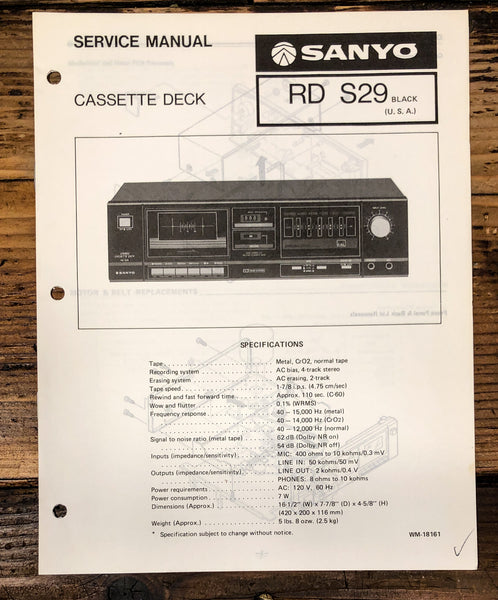 SERVICE MANUAL
SANYO
CASSETTE DECK
RD S29 BLACK
(U. S. A.)
SANYO
MOTOR & BELT REPLACEMENTS
SPECIFICATIONS
Tape Metal, CrO2, normal tape
Recording system AC bias, 4-track stereo
Erasing system AC erasing, 2-track
Tape speed 1-7/8 i.p.s. (4.75 cm/sec)
Rewind and fast forward time Approx. 110 sec. (C-60)
Wow and flutter 0.1% (WRMS)
Frequency response 40 — 15,000 Hz (metal)
40 — 14,000 Hz (CrO2)
40 — 12,000 Hz (normal)
Signal to noise ratio (metal tape) 62 dB (Dolby NR on)
54 dB (Dolby NR off)
Inputs (impedance/sensitivity) MIC: 400 ohms to 10 kohms/0.3 mV
LINE IN: 50 kohms/50 mV
Outputs (impedance/sensitivity) LINE OUT: 2 kohms/0.4 V
PHONES: 8 ohms to 10 kohms
Power requirements AC: 120 V, 60 Hz
Power consumption 7 W
Dimensions (Approx.) 16-1/2" (W) x 7-7/8" (D) x 4-5/8" (H)
(420 x 200 x 116 mm)
Weight (Approx.) 5 lbs. 8 ozw. (2.5 kg)
* Specification subject to change without notice.
WM-18161